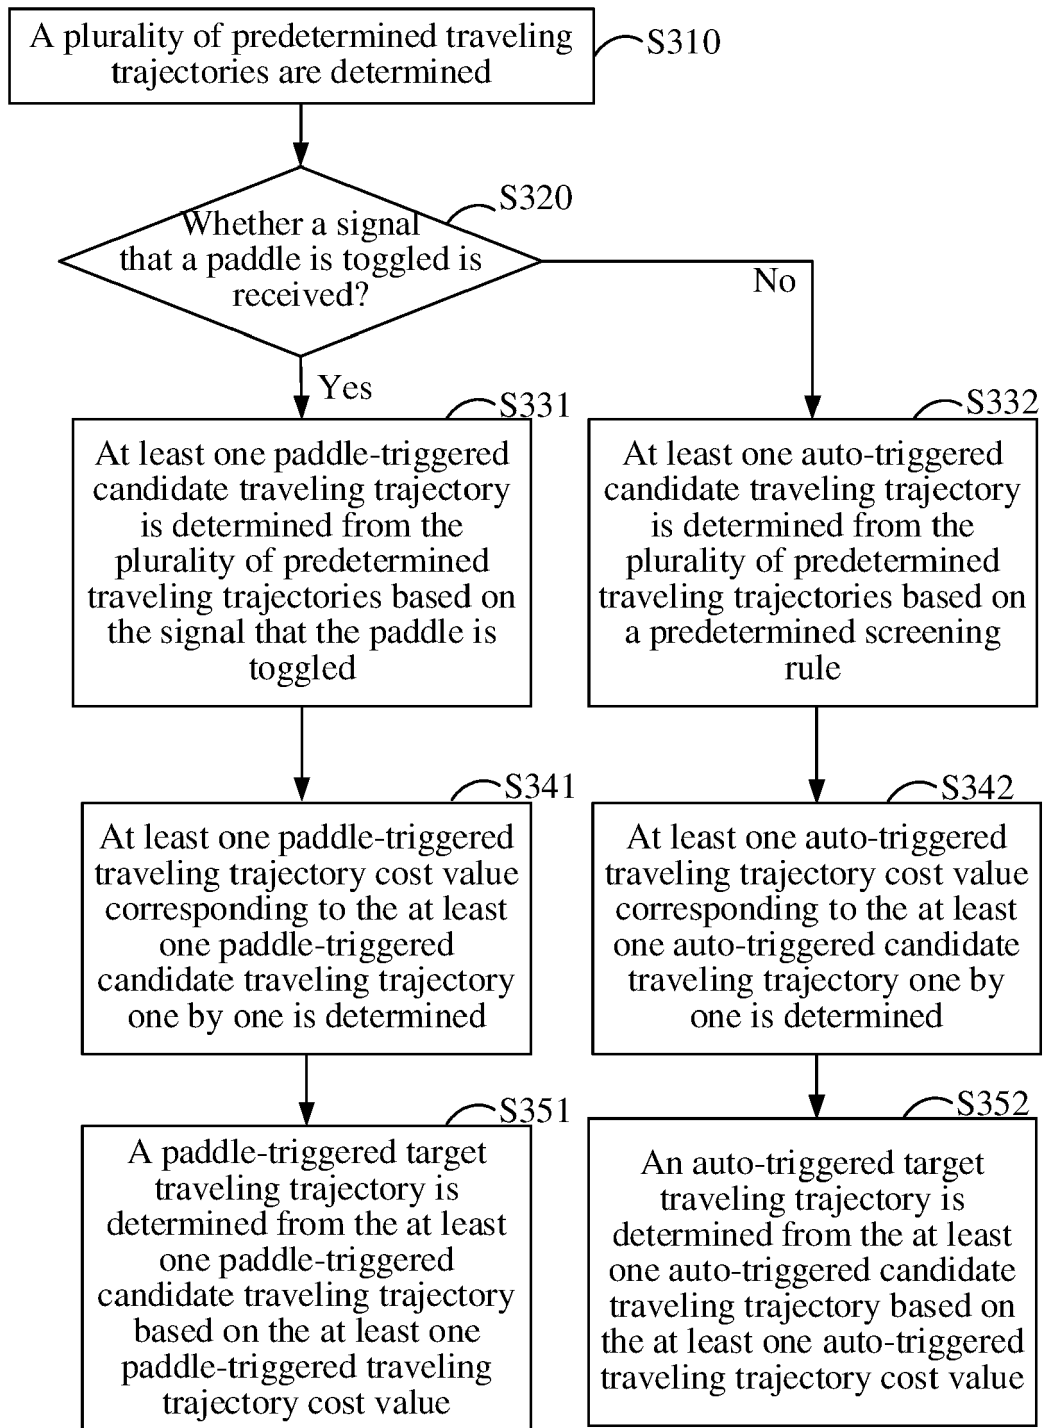 A plurality of predetermined traveling
trajectories are determined
S310
Whether a signal
that a paddle is toggled is
received?
S320
No
Yes
S331
At least one paddle-triggered
candidate traveling trajectory
is determined from the
plurality of predetermined
traveling trajectories based on
the signal that the paddle is
toggled
S332
At least one auto-triggered
candidate traveling trajectory
is determined from the
plurality of predetermined
traveling trajectories based on
a predetermined screening
rule
S341
At least one paddle-triggered
traveling trajectory cost value
corresponding to the at least
one paddle-triggered
candidate traveling trajectory
one by one is determined
S342
At least one auto-triggered
traveling trajectory cost value
corresponding to the at least
one auto-triggered candidate
traveling trajectory one by
one is determined
S351
A paddle-triggered target
traveling trajectory is
determined from the at least
one paddle-triggered
candidate traveling trajectory
based on the at least one
paddle-triggered traveling
trajectory cost value
S352
An auto-triggered target
traveling trajectory is
determined from the at least
one auto-triggered candidate
traveling trajectory based on
the at least one auto-triggered
traveling trajectory cost value